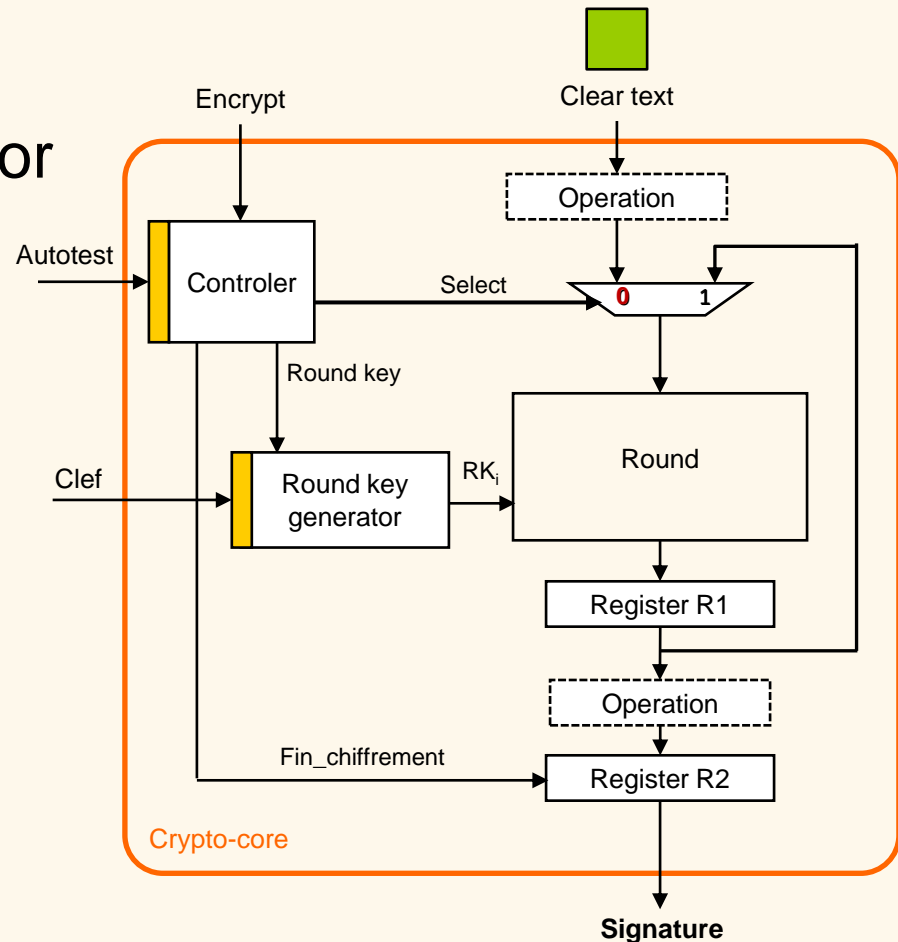 Encrypt
Clear text
or
Operation
Autotest
Controler
Select
0
1
Round key
Clef
Round key
generator
RKi
Round
Register R1
Operation
Fin_chiffrement
Register R2
Crypto-core
Signature